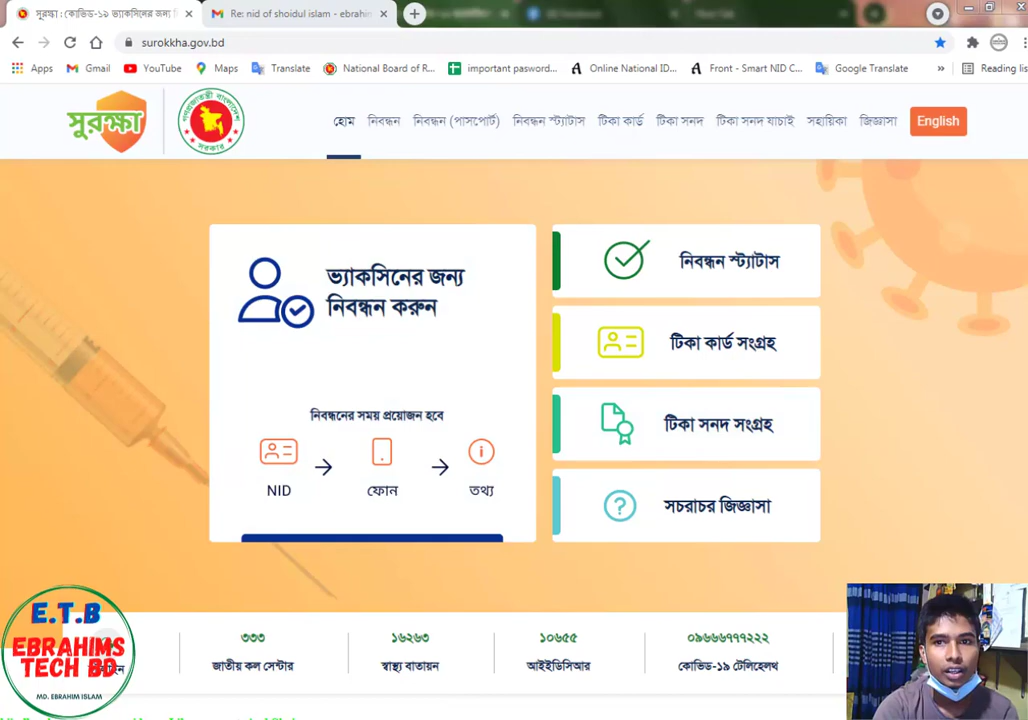 সুরক্ষা : কোভিড-১৯ ভ্যাকসিনের জন্য f
Re: nid of shoidul islam - ebrahim
surokkha.gov.bd
Apps
Gmail
YouTube
Maps
Translate
National Board of R...
important pasword...
Online National ID...
Front - Smart NID C...
Google Translate
»
Reading lis
সুরক্ষা
হোম
নিবন্ধন
নিবন্ধন (পাসপোর্ট)
নিবন্ধন স্ট্যাটাস
টিকা কার্ড
টিকা সনদ
টিকা সনদ যাচাই
সহায়িকা
জিজ্ঞাসা
English
ভ্যাকসিনের জন্য
নিবন্ধন করুন
নিবন্ধনের সময় প্রয়োজন হবে
NID
ফোন
তথ্য
নিবন্ধন স্ট্যাটাস
টিকা কার্ড সংগ্রহ
টিকা সনদ সংগ্রহ
সচরাচর জিজ্ঞাসা
৩৩৩
জাতীয় কল সেন্টার
১৬২৬৩
স্বাস্থ্য বাতায়ন
১০৬৫৫
আইইডিসিআর
০৯৬৬৬৭৭৭২২২
কোভিড-১৯ টেলিহেলথ
E.T.B
EBRAHIMS
TECH BD
MD. EBRAHIM ISLAM